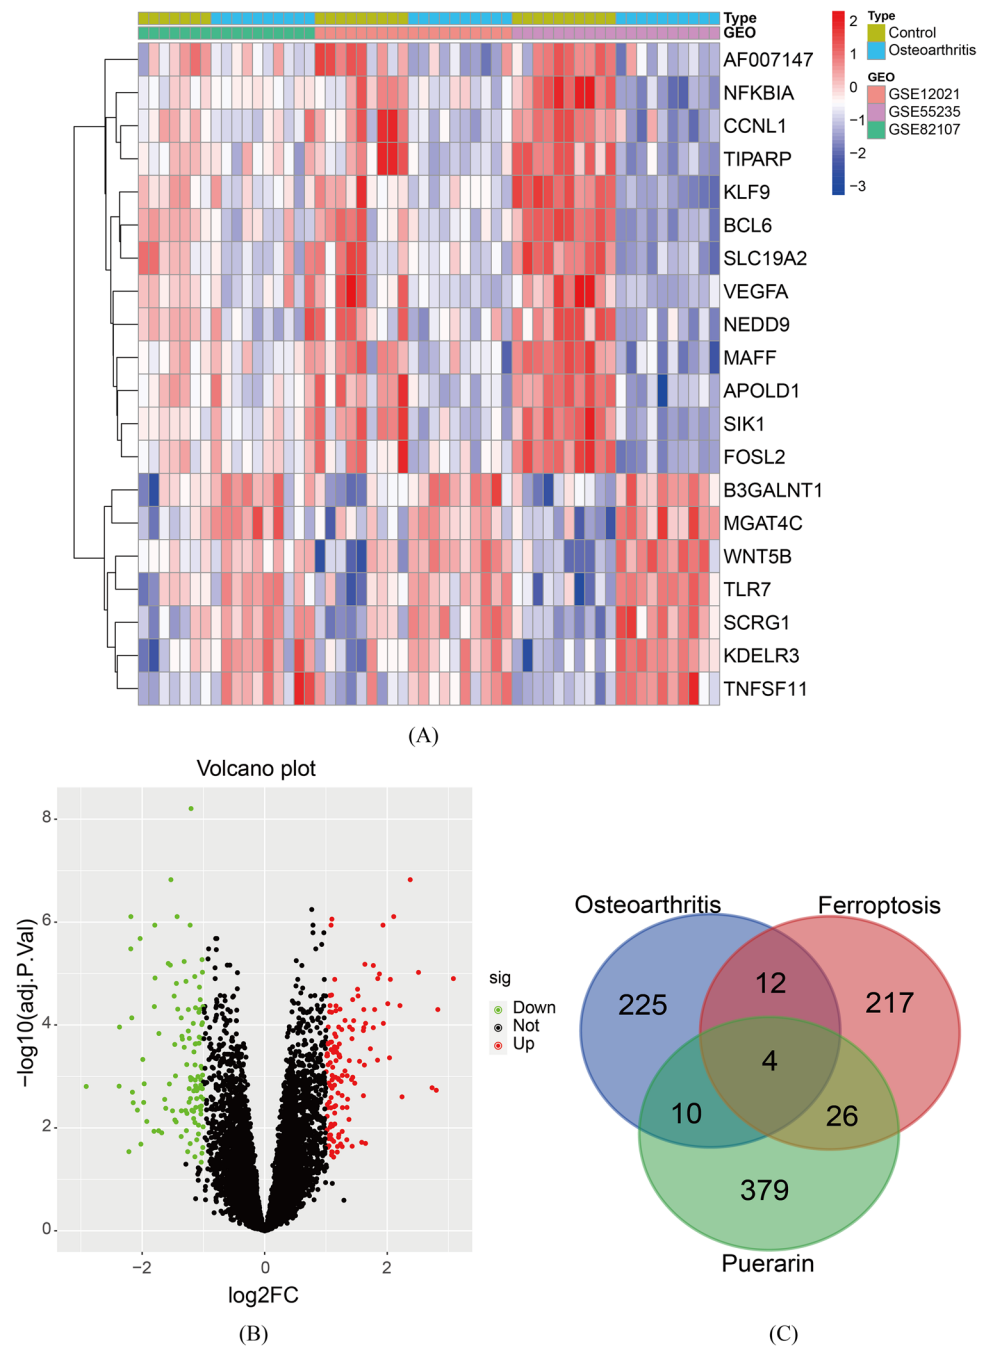 Type
GEO
AF007147
NFKBIA
CCNL1
TIPARP
KLF9
BCL6
SLC19A2
VEGFA
NEDD9
MAFF
APOLD1
SIK1
FOSL2
B3GALNT1
MGAT4C
WNT5B
TLR7
SCRG1
KDELR3
TNFSF11
2
1
0
−1
−2
−3
Type
Control
Osteoarthritis
GEO
GSE12021
GSE55235
GSE82107
(A)
Volcano plot
−log10(adj.P.Val)
8
6
4
2
0
−2
0
2
log2FC
sig
Down
Not
Up
(B)
Osteoarthritis
Ferroptosis
225
12
217
4
10
26
379
Puerarin
(C)